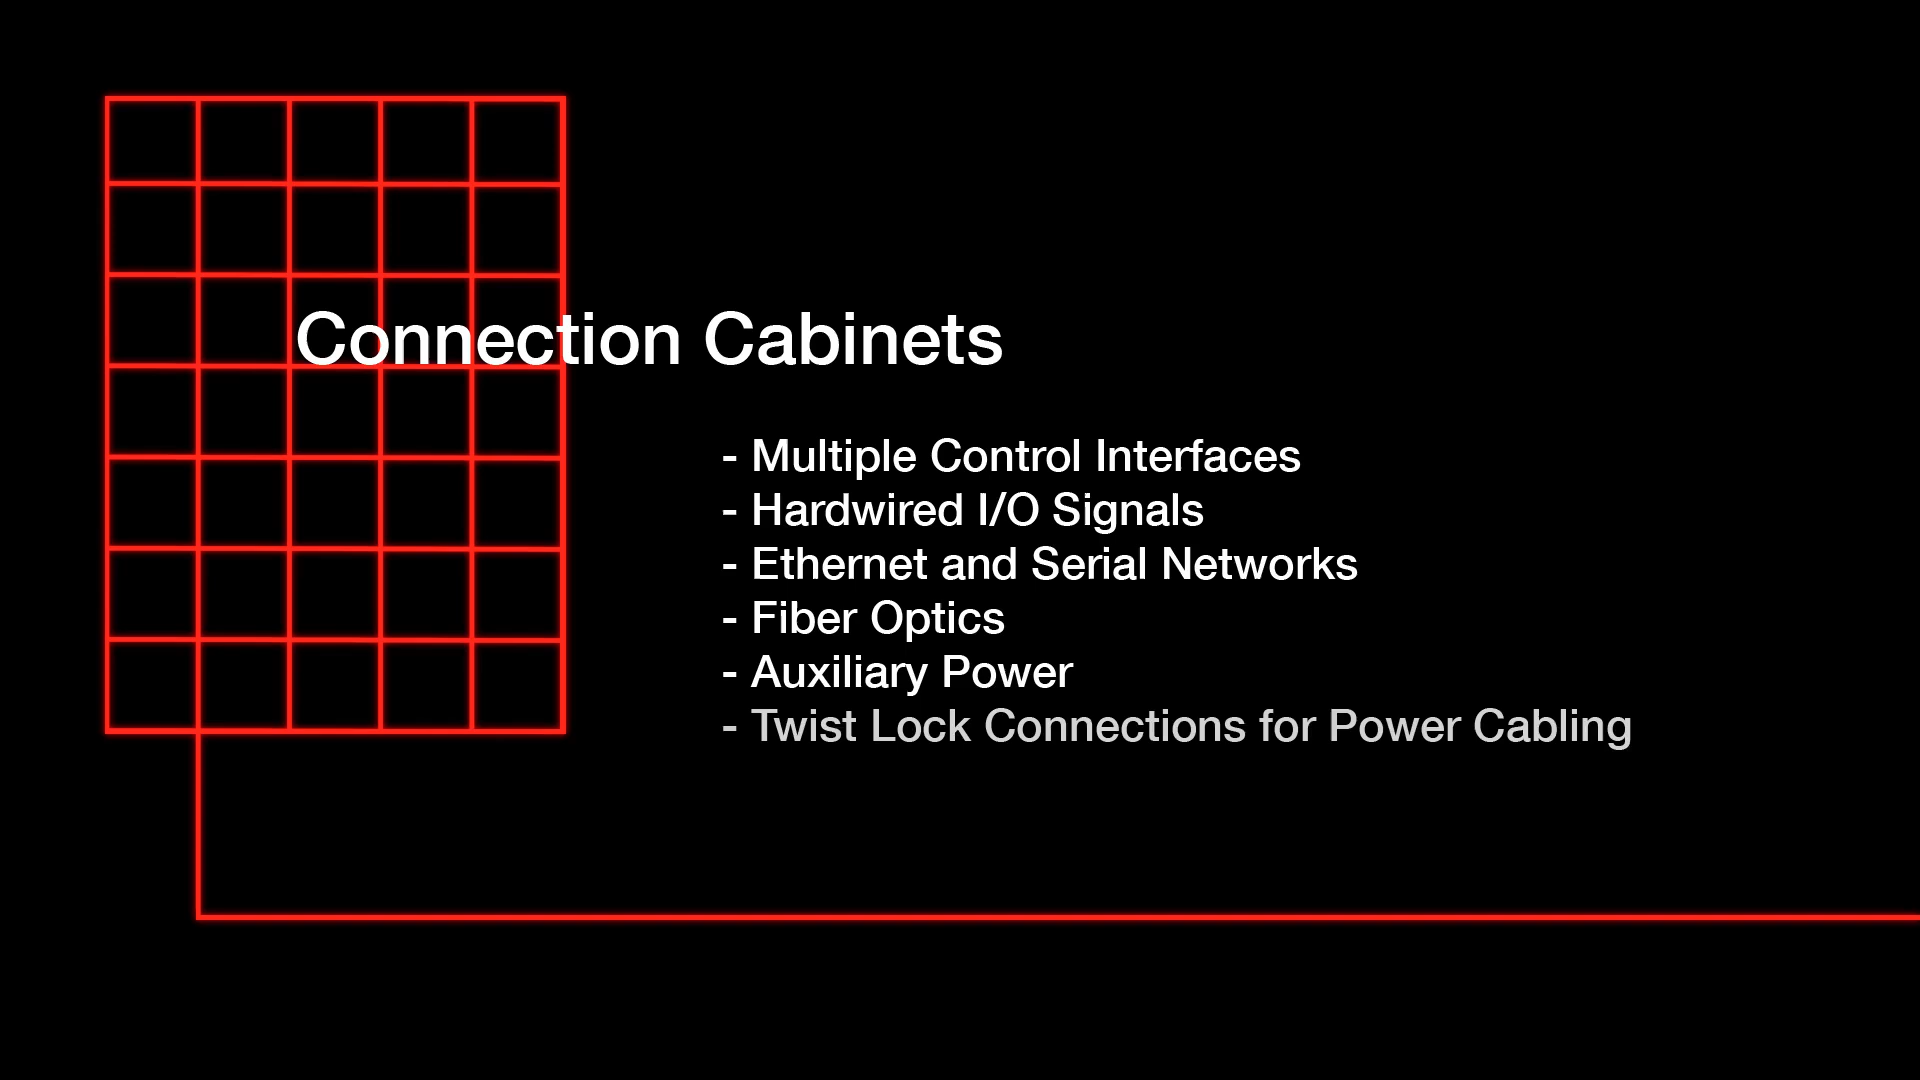 Connection Cabinets
- Multiple Control Interfaces
- Hardwired I/O Signals
- Ethernet and Serial Networks
- Fiber Optics
- Auxiliary Power
- Twist Lock Connections for Power Cabling